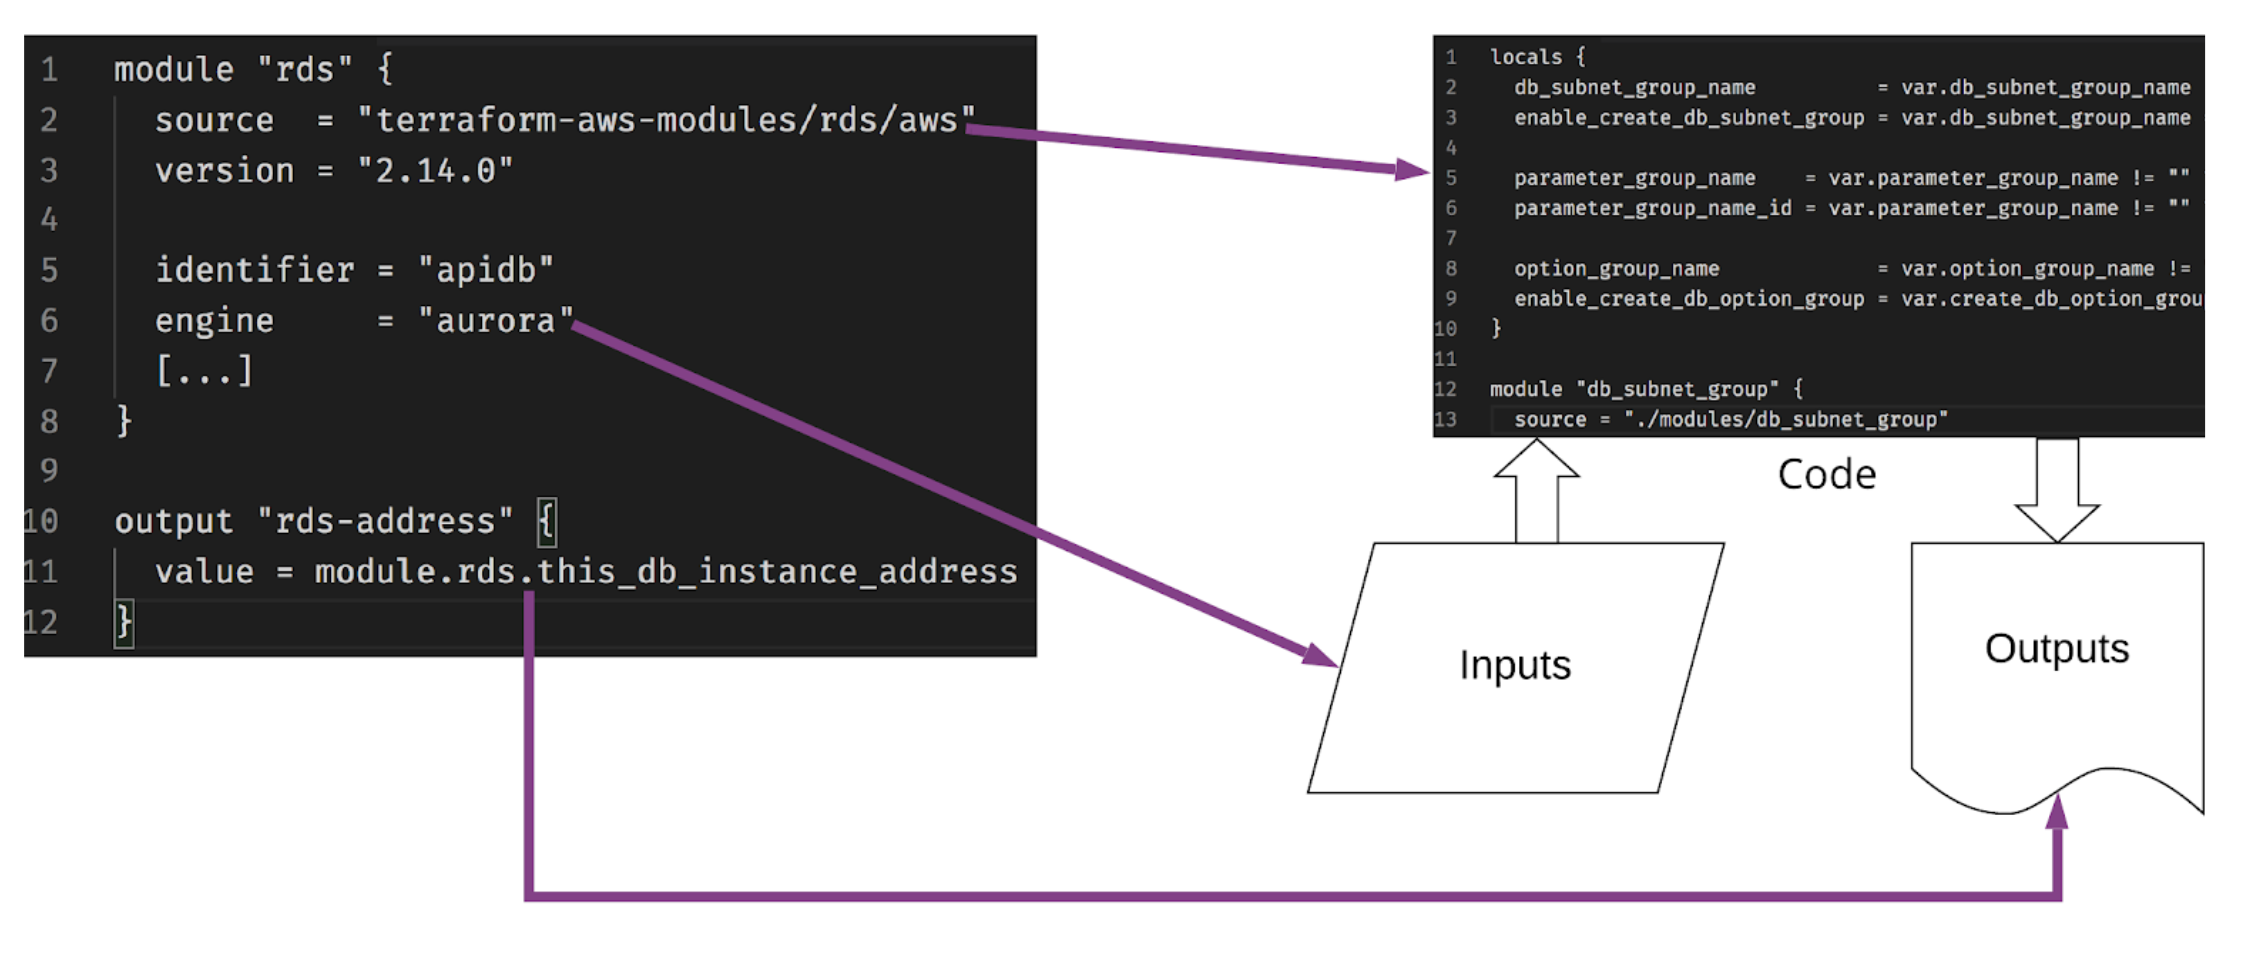 1 module "rds" {
2 source = "terraform-aws-modules/rds/aws"
3 version = "2.14.0"
4
5 identifier = "apidb"
6 engine = "aurora"
7 [...]
8 }
9
10 output "rds-address" {
11 value = module.rds.this_db_instance_address
12 }
1 locals {
2 db_subnet_group_name = var.db_subnet_group_name
3 enable_create_db_subnet_group = var.db_subnet_group_name
4
5 parameter_group_name = var.parameter_group_name != ""
6 parameter_group_name_id = var.parameter_group_name != ""
7
8 option_group_name = var.option_group_name !=
9 enable_create_db_option_group = var.create_db_option_grou
10 }
11
12 module "db_subnet_group" {
13 source = "./modules/db_subnet_group"
Code
Inputs
Outputs